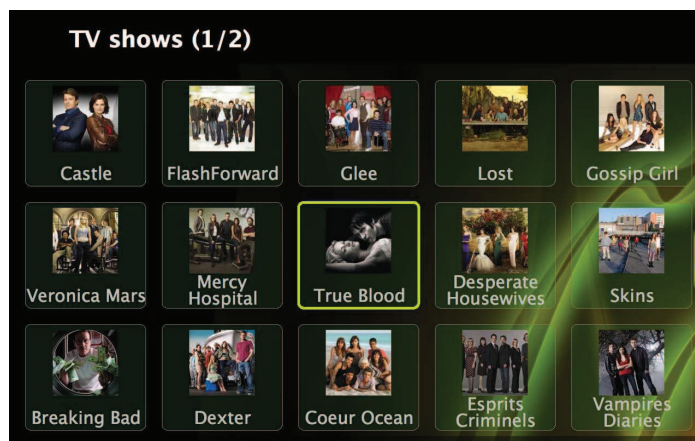 TV shows (1/2)
Castle
FlashForward
Glee
Lost
Gossip Girl
Veronica Mars
Mercy
Hospital
True Blood
Desperate
Housewives
Skins
Breaking Bad
Dexter
Coeur Ocean
Esprits
Criminels
Vampires
Diaries